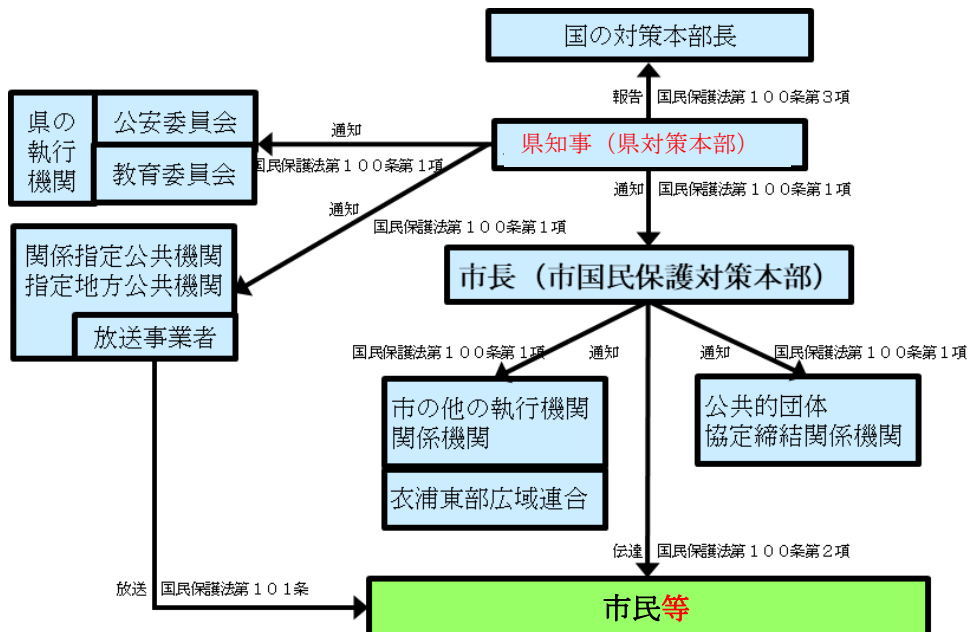 国の対策本部長
報告 国民保護法第１００条第３項
県の
執行
機関
公安委員会
教育委員会
通知
国民保護法第１００条第１項
県知事（県対策本部）
通知 国民保護法第１００条第１項
通知
国民保護法第１００条第１項
関係指定公共機関
指定地方公共機関
放送事業者
市長（市国民保護対策本部）
国民保護法第１００条第１項 通知
通知 国民保護法第１００条第１項
市の他の執行機関
関係機関
衣浦東部広域連合
公共的団体
協定締結関係機関
伝達 国民保護法第１００条第２項
放送 国民保護法第１０１条
市民等